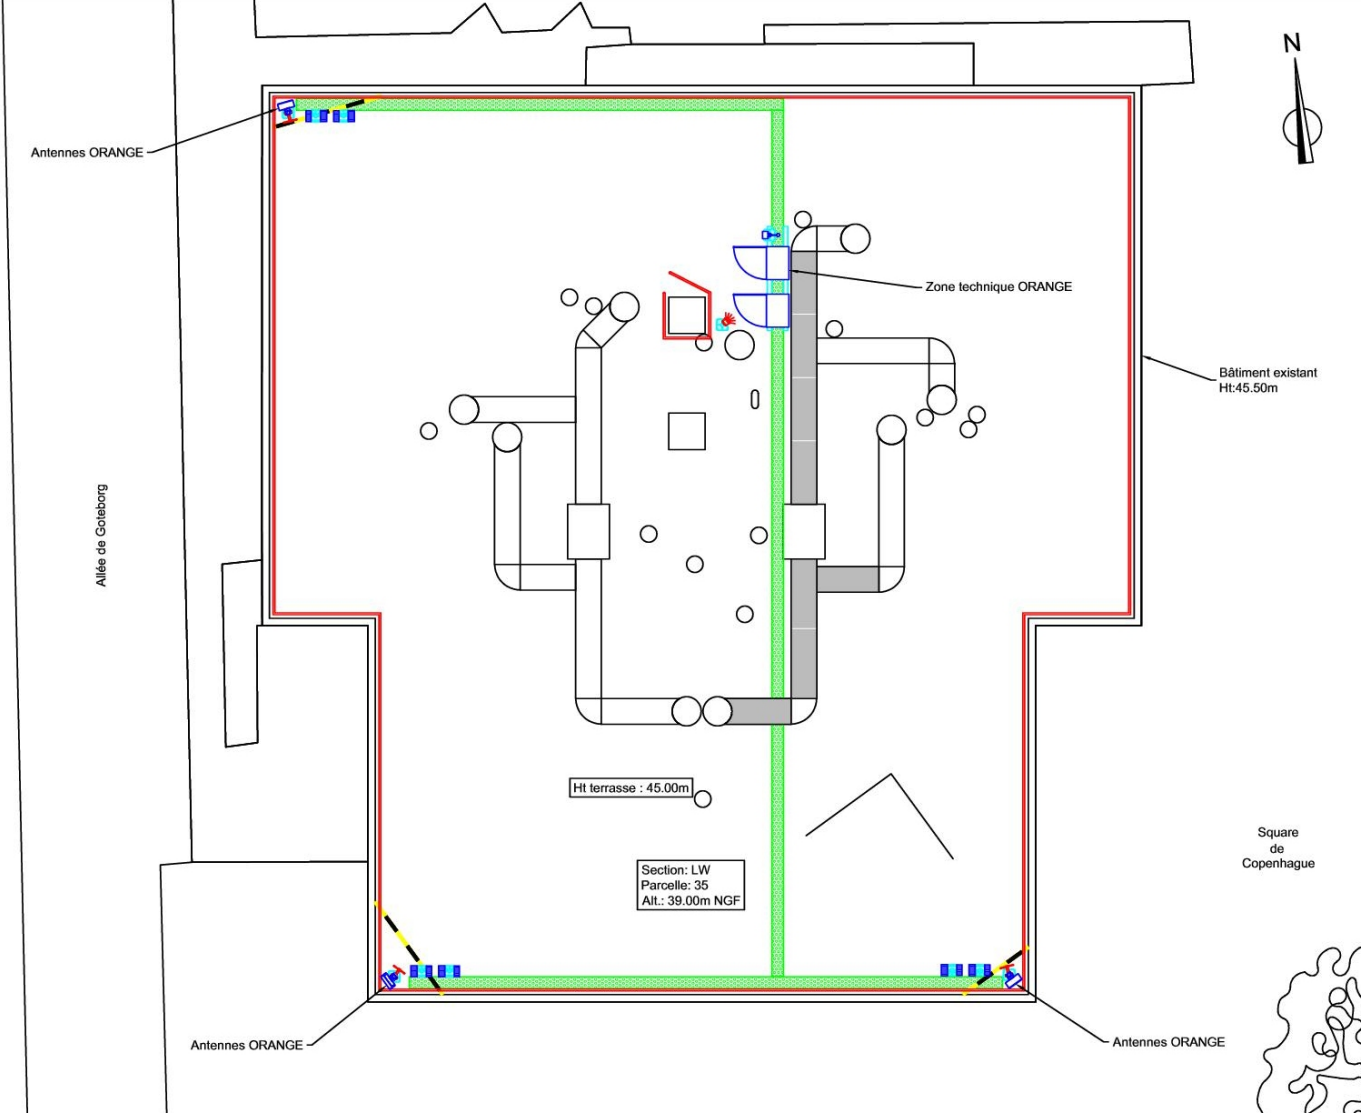 N
Antennes ORANGE
Zone technique ORANGE
Bâtiment existant
Ht:45.50m
Allée de Goteborg
Ht terrasse : 45.00m
Square
de
Copenhague
Section: LW
Parcelle: 35
Alt.: 39.00m NGF
Antennes ORANGE
Antennes ORANGE